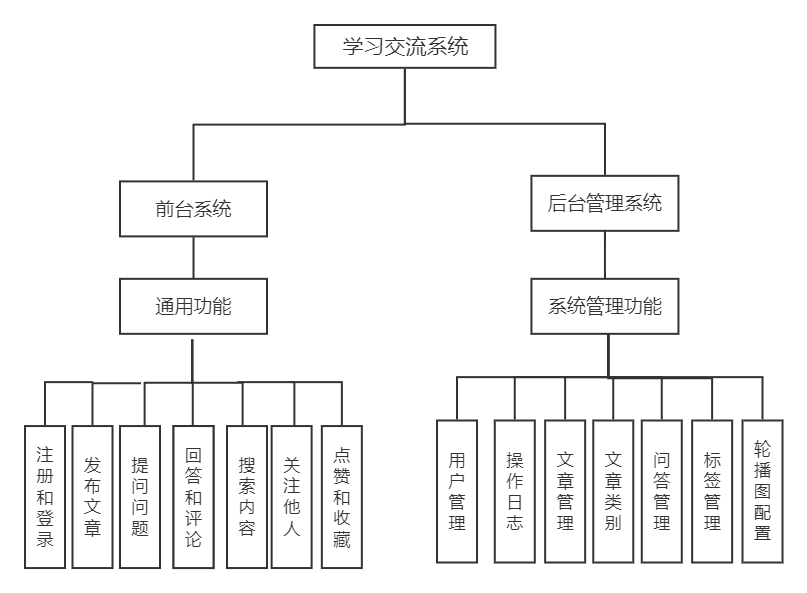 学习交流系统
前台系统
后台管理系统
通用功能
系统管理功能
注册和登录
发布文章
提问问题
回答和评论
搜索内容
关注他人
点赞和收藏
用户管理
操作日志
文章管理
文章类别
问答管理
标签管理
轮播图配置